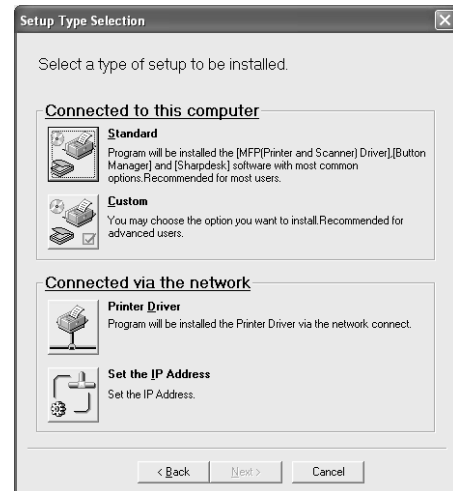 Setup Type Selection
Select a type of setup to be installed.
Connected to this computer
Standard
Program will be installed the [MFP(Printer and Scanner) Driver],[Button
Manager] and [Sharpdesk] software with most common
options.Recommended for most users.
Custom
You may choose the option you want to install.Recommended for
advanced users.
Connected via the network
Printer Driver
Program will be installed the Printer Driver via the network connect.
Set the IP Address
Set the IP Address.
< Back Next > Cancel